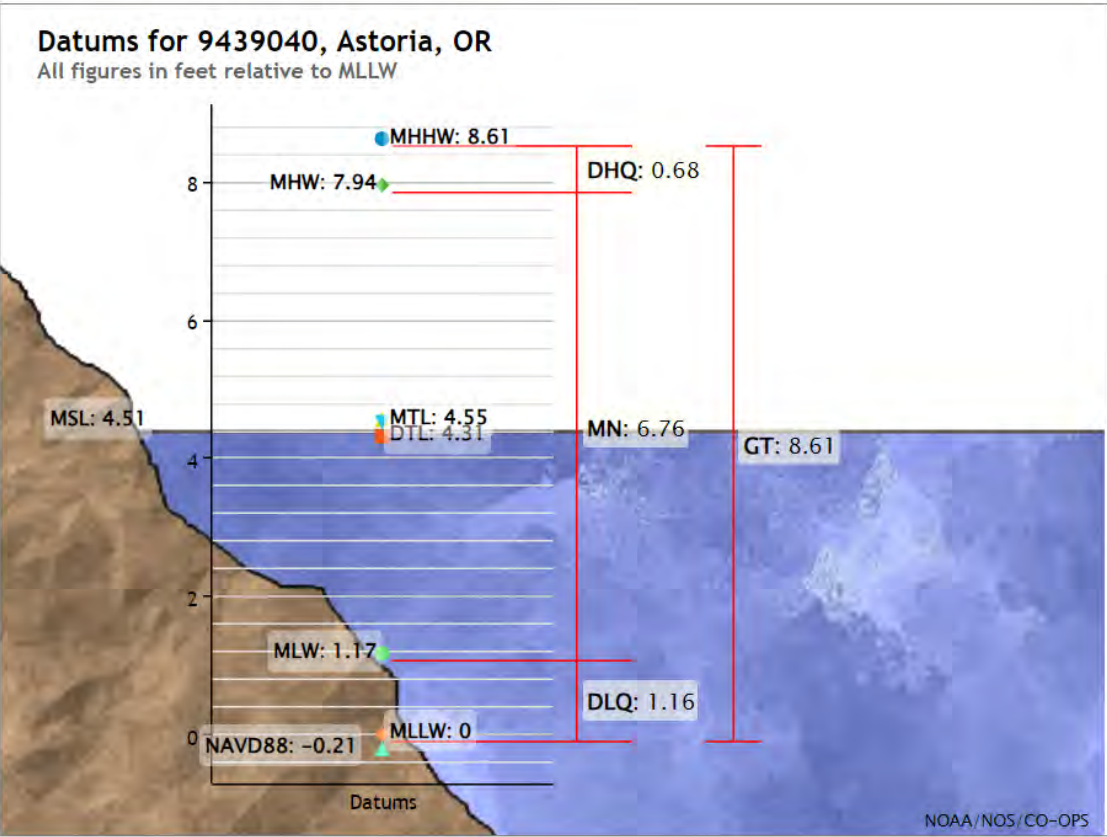 Datums for 9439040, Astoria, OR
All figures in feet relative to MLLW
MHHW: 8.61
DHQ: 0.68
8
MHW: 7.94
6
MSL: 4.51
MTL: 4.55
DTL: 4.31
MN: 6.76
GT: 8.61
4
2
MLW: 1.17
DLQ: 1.16
0
MLLW: 0
NAVD88: −0.21
Datums
NOAA/NOS/CO-OPS